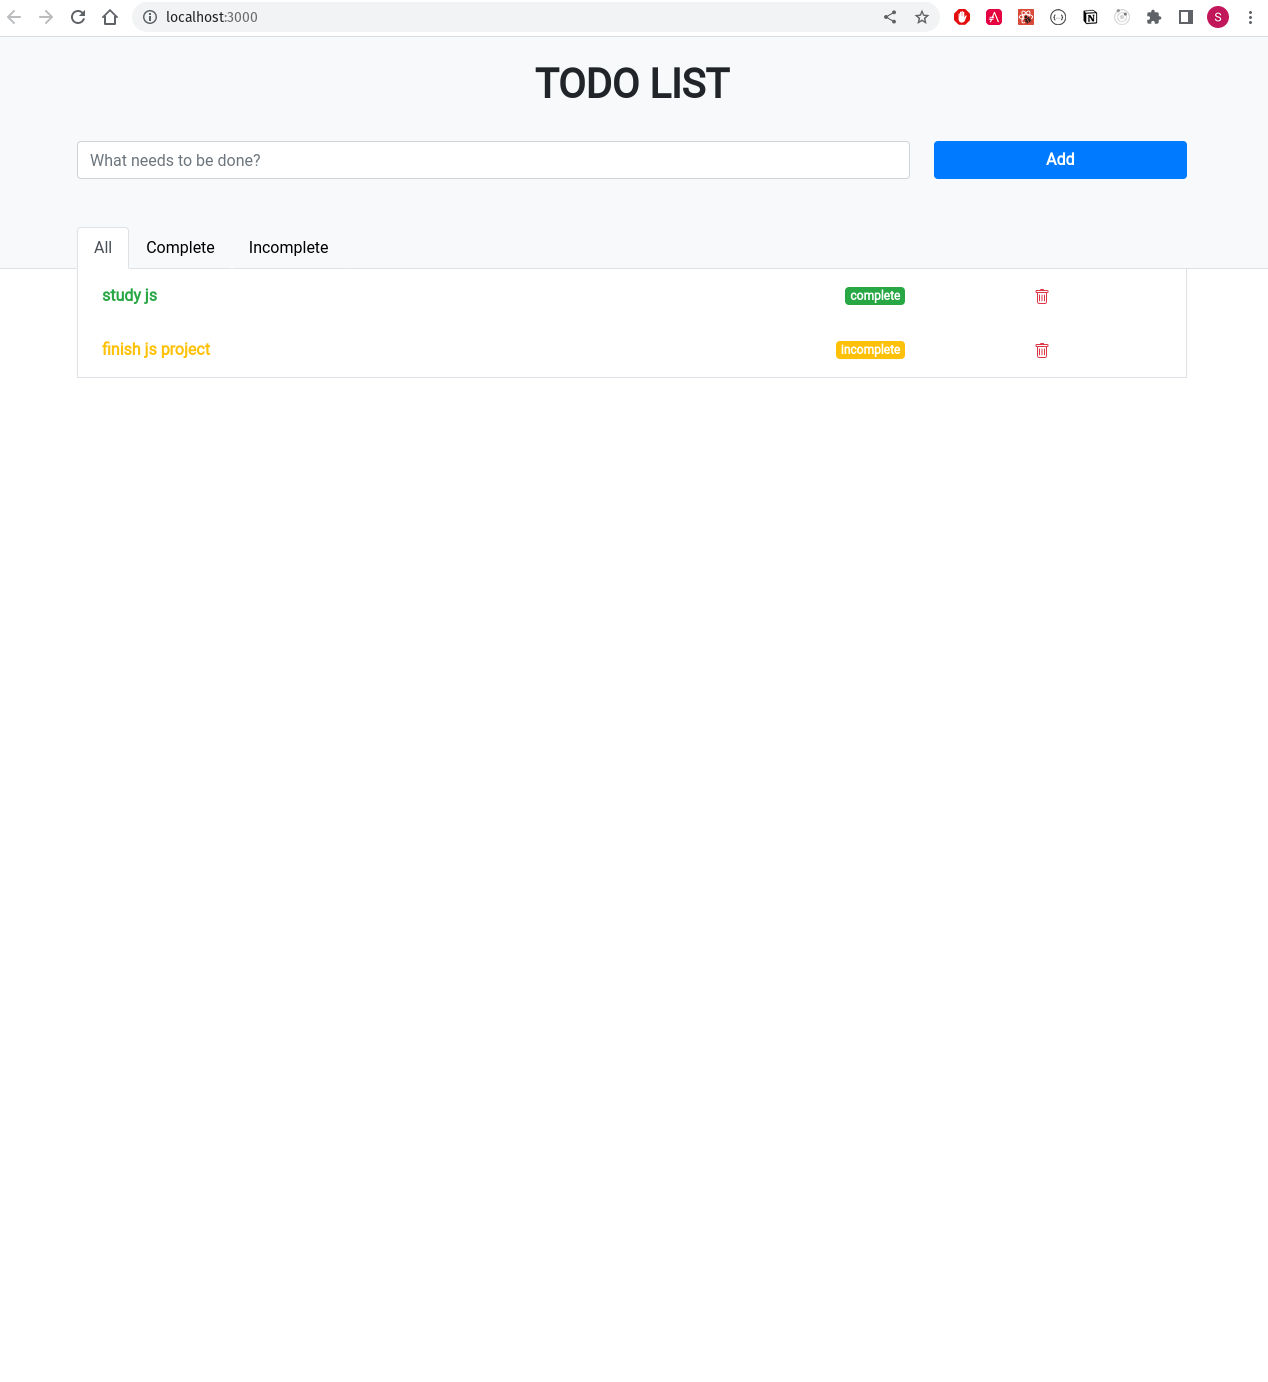 localhost:3000
S
TODO LIST
What needs to be done?
Add
All Complete Incomplete
study js complete
finish js project incomplete